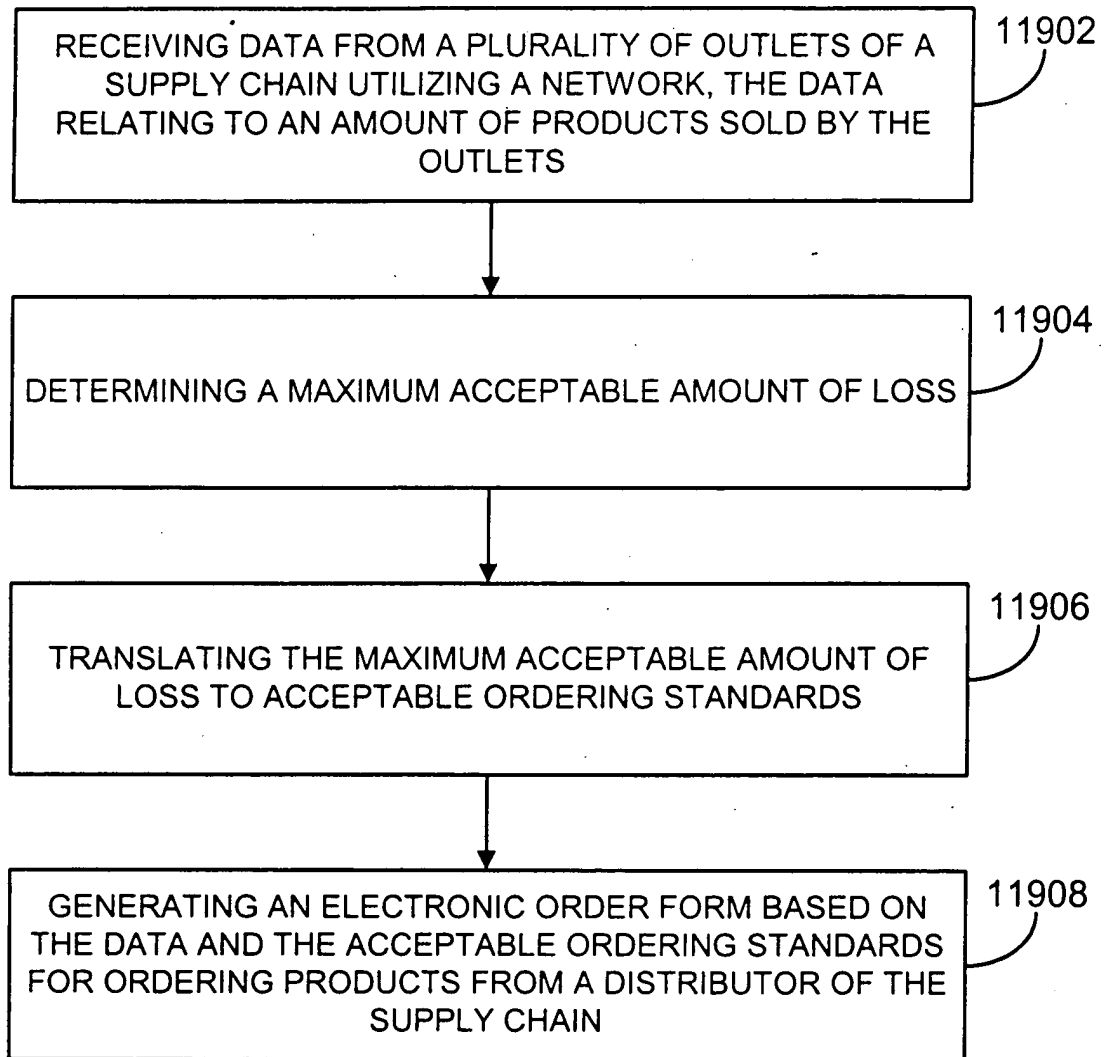 RECEIVING DATA FROM A PLURALITY OF OUTLETS OF A
SUPPLY CHAIN UTILIZING A NETWORK, THE DATA
RELATING TO AN AMOUNT OF PRODUCTS SOLD BY THE
OUTLETS
11902
DETERMINING A MAXIMUM ACCEPTABLE AMOUNT OF LOSS
11904
TRANSLATING THE MAXIMUM ACCEPTABLE AMOUNT OF
LOSS TO ACCEPTABLE ORDERING STANDARDS
11906
GENERATING AN ELECTRONIC ORDER FORM BASED ON
THE DATA AND THE ACCEPTABLE ORDERING STANDARDS
FOR ORDERING PRODUCTS FROM A DISTRIBUTOR OF THE
SUPPLY CHAIN
11908